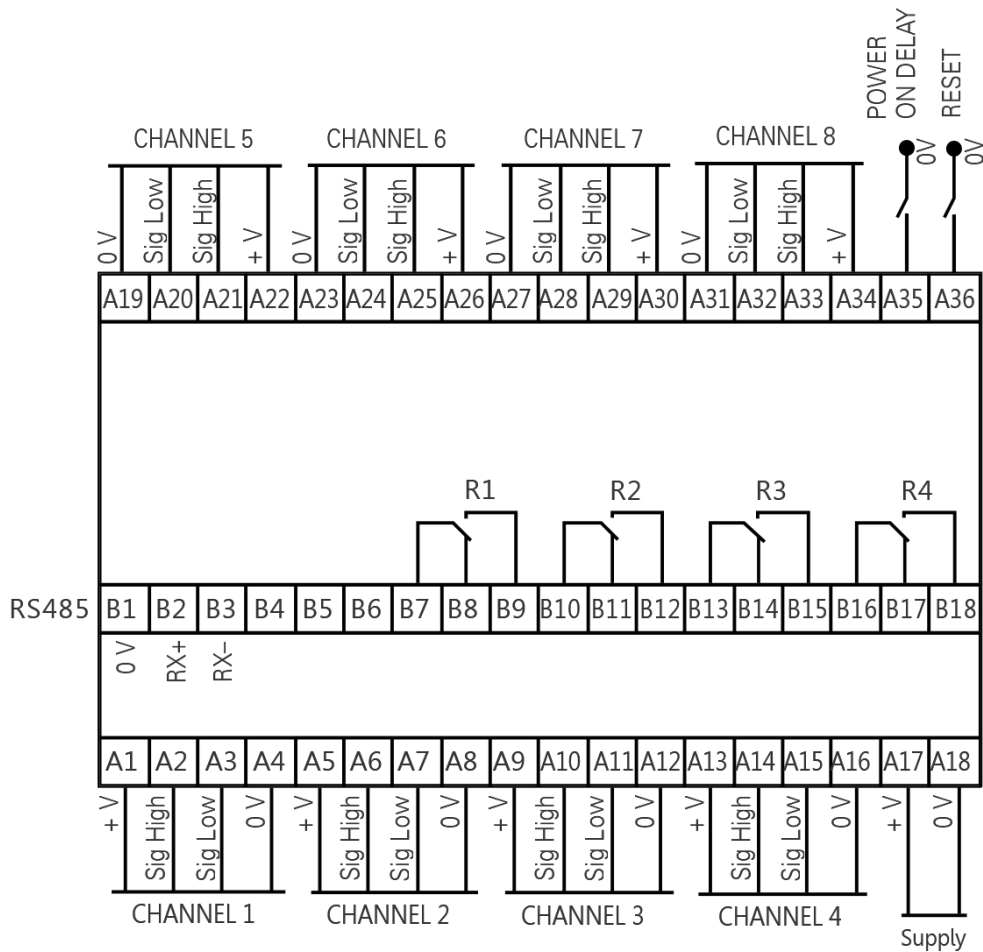 POWER
ON DELAY
RESET
0V
0V
CHANNEL 5
CHANNEL 6
CHANNEL 7
CHANNEL 8
0 V
Sig Low
Sig High
+ V
0 V
Sig Low
Sig High
+ V
0 V
Sig Low
Sig High
+ V
0 V
Sig Low
Sig High
+ V
A19 A20 A21 A22 A23 A24 A25 A26 A27 A28 A29 A30 A31 A32 A33 A34 A35 A36
R1 R2 R3 R4
RS485 B1 B2 B3 B4 B5 B6 B7 B8 B9 B10 B11 B12 B13 B14 B15 B16 B17 B18
0 V
RX+
RX–
A1 A2 A3 A4 A5 A6 A7 A8 A9 A10 A11 A12 A13 A14 A15 A16 A17 A18
+ V
Sig High
Sig Low
0 V
+ V
Sig High
Sig Low
0 V
+ V
Sig High
Sig Low
0 V
+ V
Sig High
Sig Low
0 V
+ V
0 V
CHANNEL 1
CHANNEL 2
CHANNEL 3
CHANNEL 4
Supply